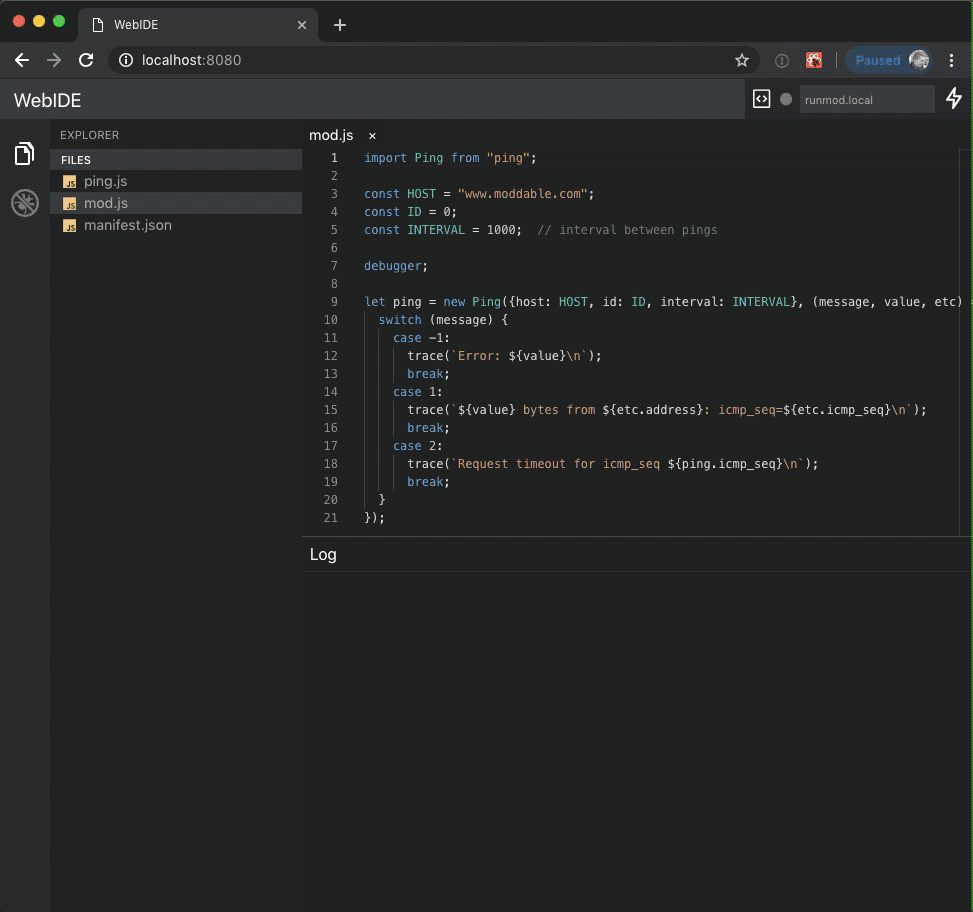 WebIDE
localhost:8080
Paused
WebIDE
runmod.local
EXPLORER
FILES
JS ping.js
JS mod.js
JS manifest.json
mod.js ×
1 import Ping from "ping";
2
3 const HOST = "www.moddable.com";
4 const ID = 0;
5 const INTERVAL = 1000;  // interval between pings
6
7 debugger;
8
9 let ping = new Ping({host: HOST, id: ID, interval: INTERVAL}, (message, value, etc) =
10 switch (message) {
11 case -1:
12 trace(`Error: ${value}\n`);
13 break;
14 case 1:
15 trace(`${value} bytes from ${etc.address}: icmp_seq=${etc.icmp_seq}\n`);
16 break;
17 case 2:
18 trace(`Request timeout for icmp_seq ${ping.icmp_seq}\n`);
19 break;
20 }
21 });
Log